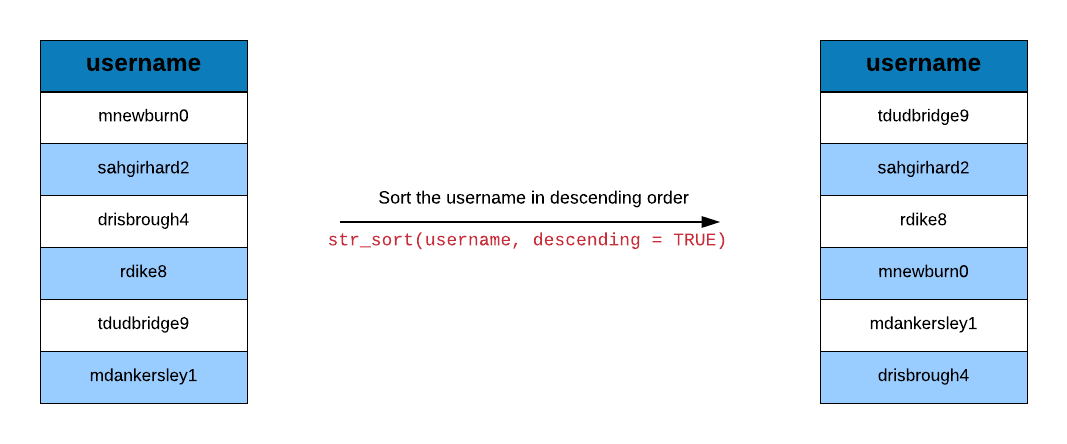 username
mnewburn0
sahgirhard2
drisbrough4
rdike8
tdudbridge9
mdankersley1
Sort the username in descending order
str_sort(username, descending = TRUE)
username
tdudbridge9
sahgirhard2
rdike8
mnewburn0
mdankersley1
drisbrough4